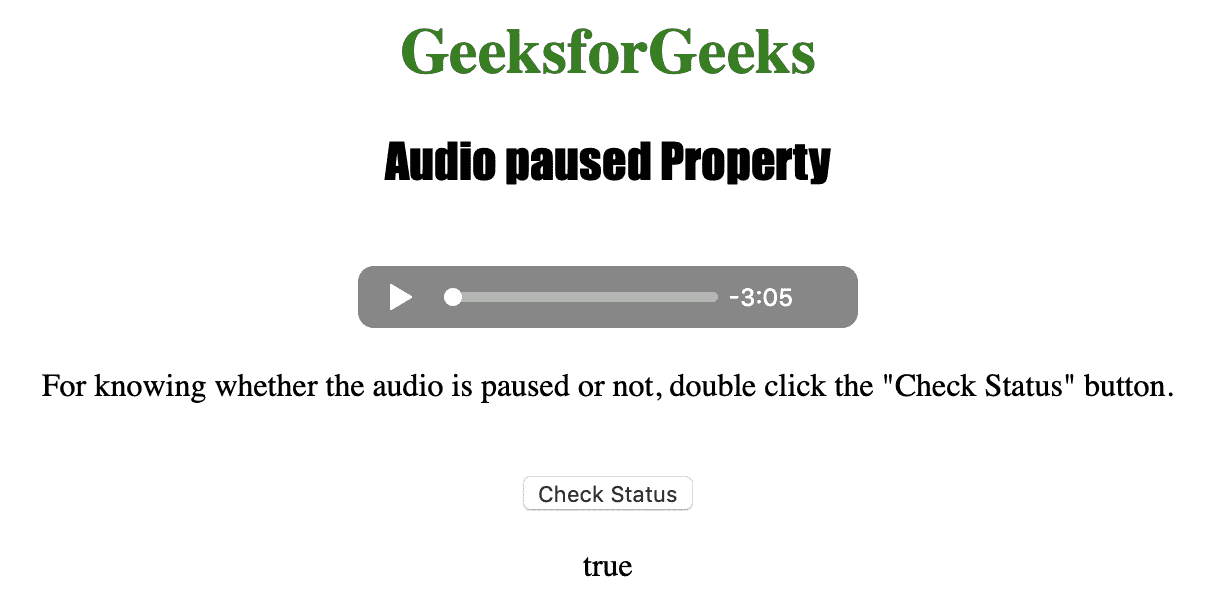 GeeksforGeeks
Audio paused Property
-3:05
For knowing whether the audio is paused or not, double click the "Check Status" button.
Check Status
true